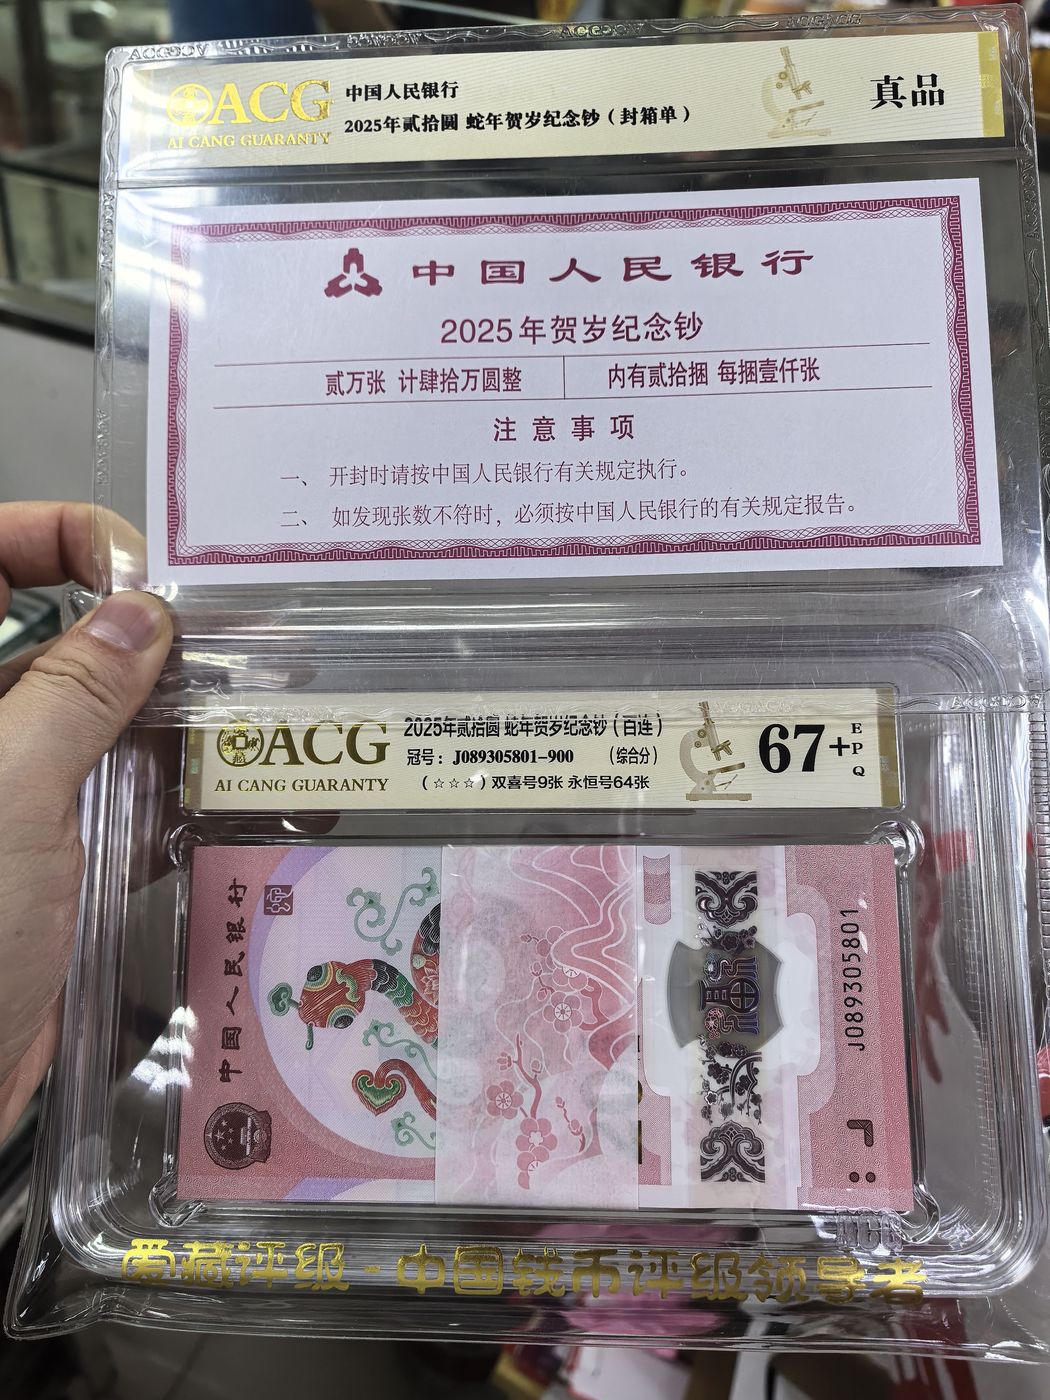 ACG
AI CANG GUARANTY
中国人民银行
2025年贰拾圆 蛇年贺岁纪念钞（封箱单）
真品
中国人民银行
2025年贺岁纪念钞
贰万张 计肆拾万圆整
内有贰拾捆 每捆壹仟张
注意事项
一、 开封时请按中国人民银行有关规定执行。
二、 如发现张数不符时，必须按中国人民银行的有关规定报告。
ACG
AI CANG GUARANTY
2025年贰拾圆 蛇年贺岁纪念钞（百连）
冠号：J089305801-900 （综合分）
（☆☆☆）双喜号9张 永恒号64张
67+
EPQ
中国人民银行
蛇
J089305801
爱藏评级-中国钱币评级领导者